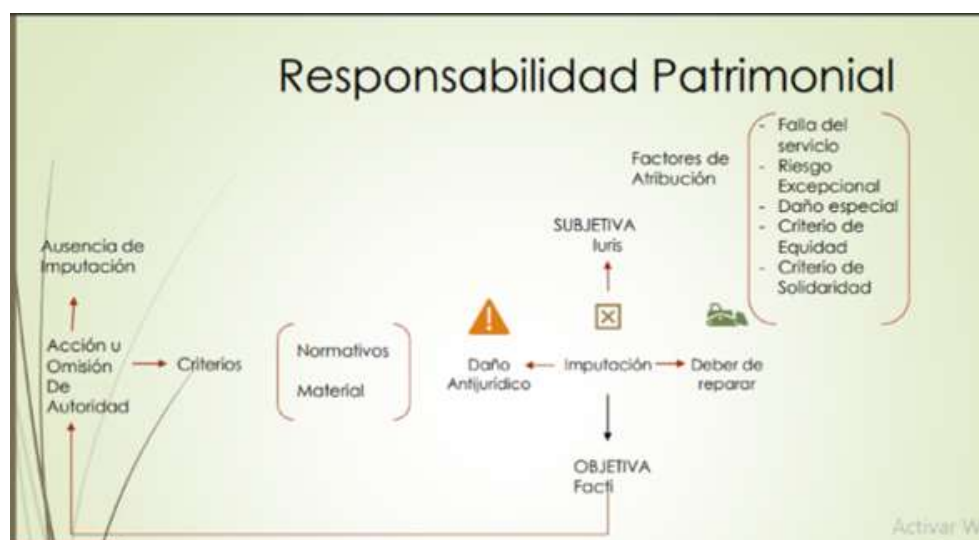 Responsabilidad Patrimonial
Factores de
Atribución
- Falla del
servicio
- Riesgo
Excepcional
- Daño especial
- Criterio de
Equidad
- Criterio de
Solidaridad
SUBJETIVA
Iuris
Ausencia de
Imputación
Acción u
Omisión
De
Autoridad
Criterios
Normativos
Material
Daño
Antijurídico
Imputación
Deber de
reparar
OBJETIVA
Facti
Activar W